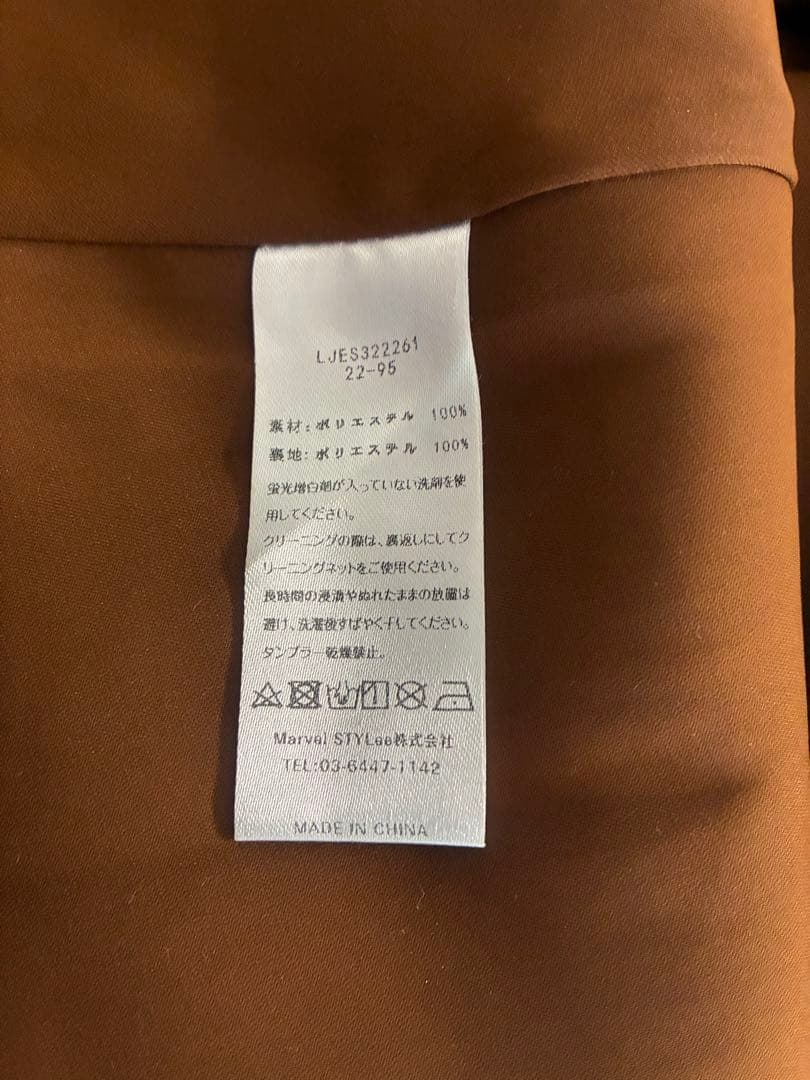 LJES322261
22-95
素材:ポリエステル 100%
裏地:ポリエステル 100%
蛍光増白剤が入っていない洗剤を使
用してください。
クリーニングの際は、裏返しにしてク
リーニングネットをご使用ください。
長時間の浸漬やぬれたままの放置は
避け、洗濯後すばやく干してください。
タンブラー乾燥禁止。
Marvel STYLee株式会社
TEL:03-6447-1142
MADE IN CHINA